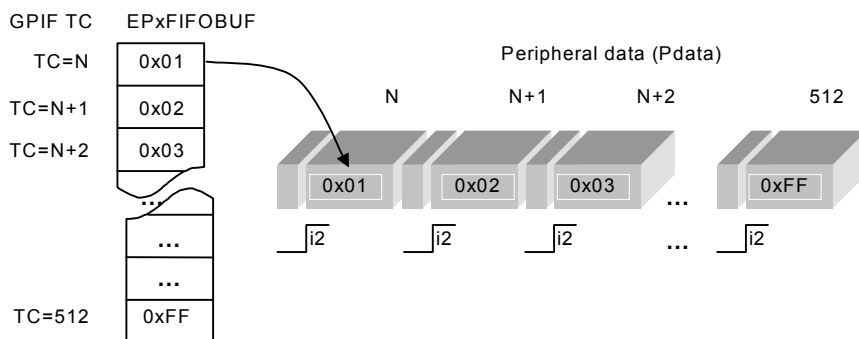 GPIF TC EPxFIFOBUF
Peripheral data (Pdata)
TC=N 0x01
N N+1 N+2 512
TC=N+1 0x02
TC=N+2 0x03
0x01 0x02 0x03 0xFF
...
i2 i2 i2 i2
...
...
...
...
TC=512 0xFF